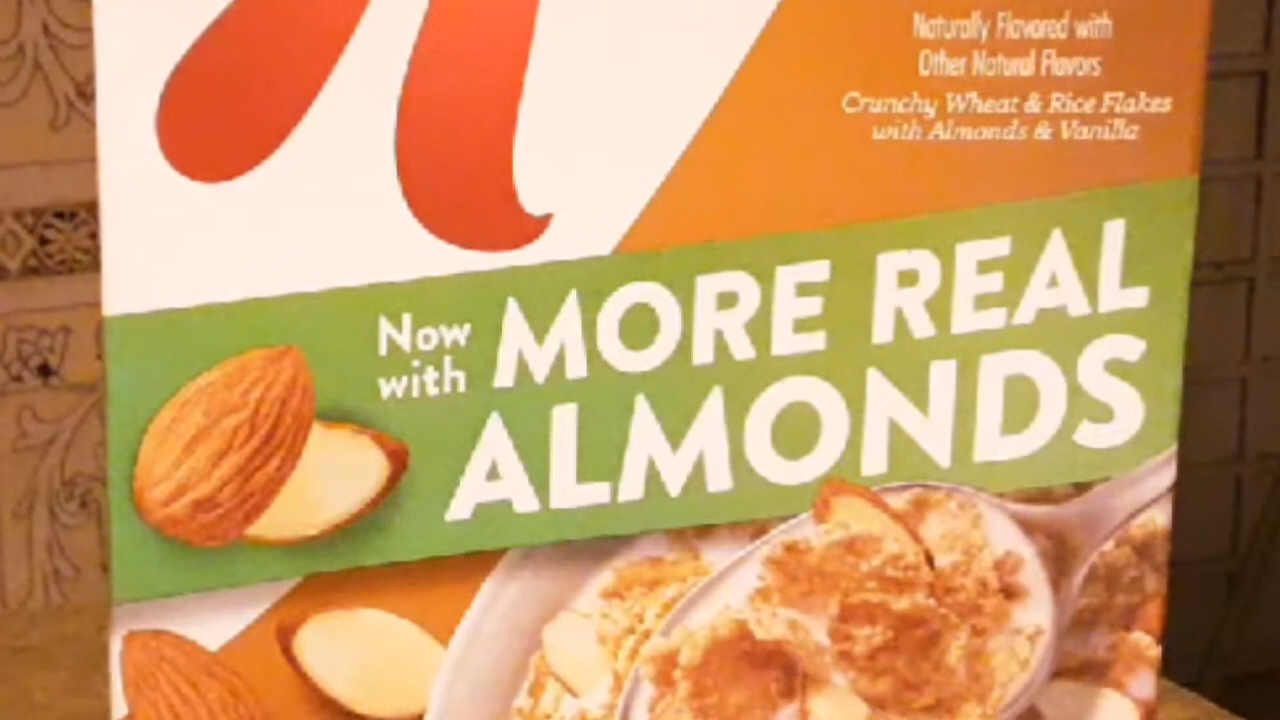 Naturally Flavored with
Other Natural Flavors
Crunchy Wheat & Rice Flakes
with Almonds & Vanilla
Now with MORE REAL
ALMONDS